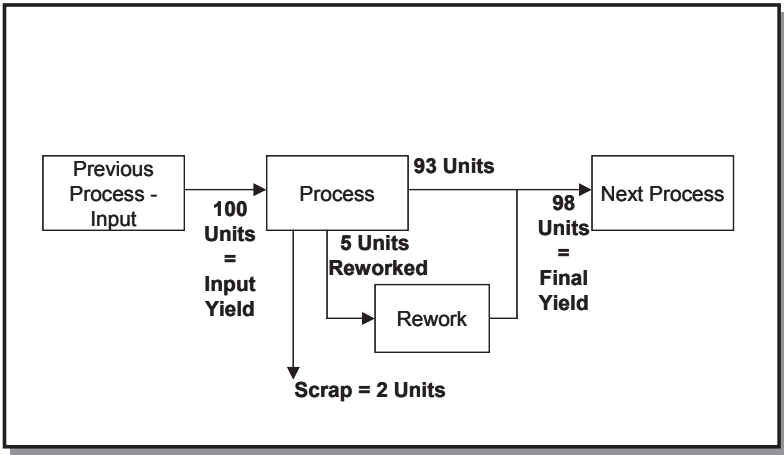 Previous
Process -
Input
100
Units
=
Input
Yield
Process
93 Units
5 Units
Reworked
Rework
Scrap = 2 Units
98
Units
=
Final
Yield
Next Process